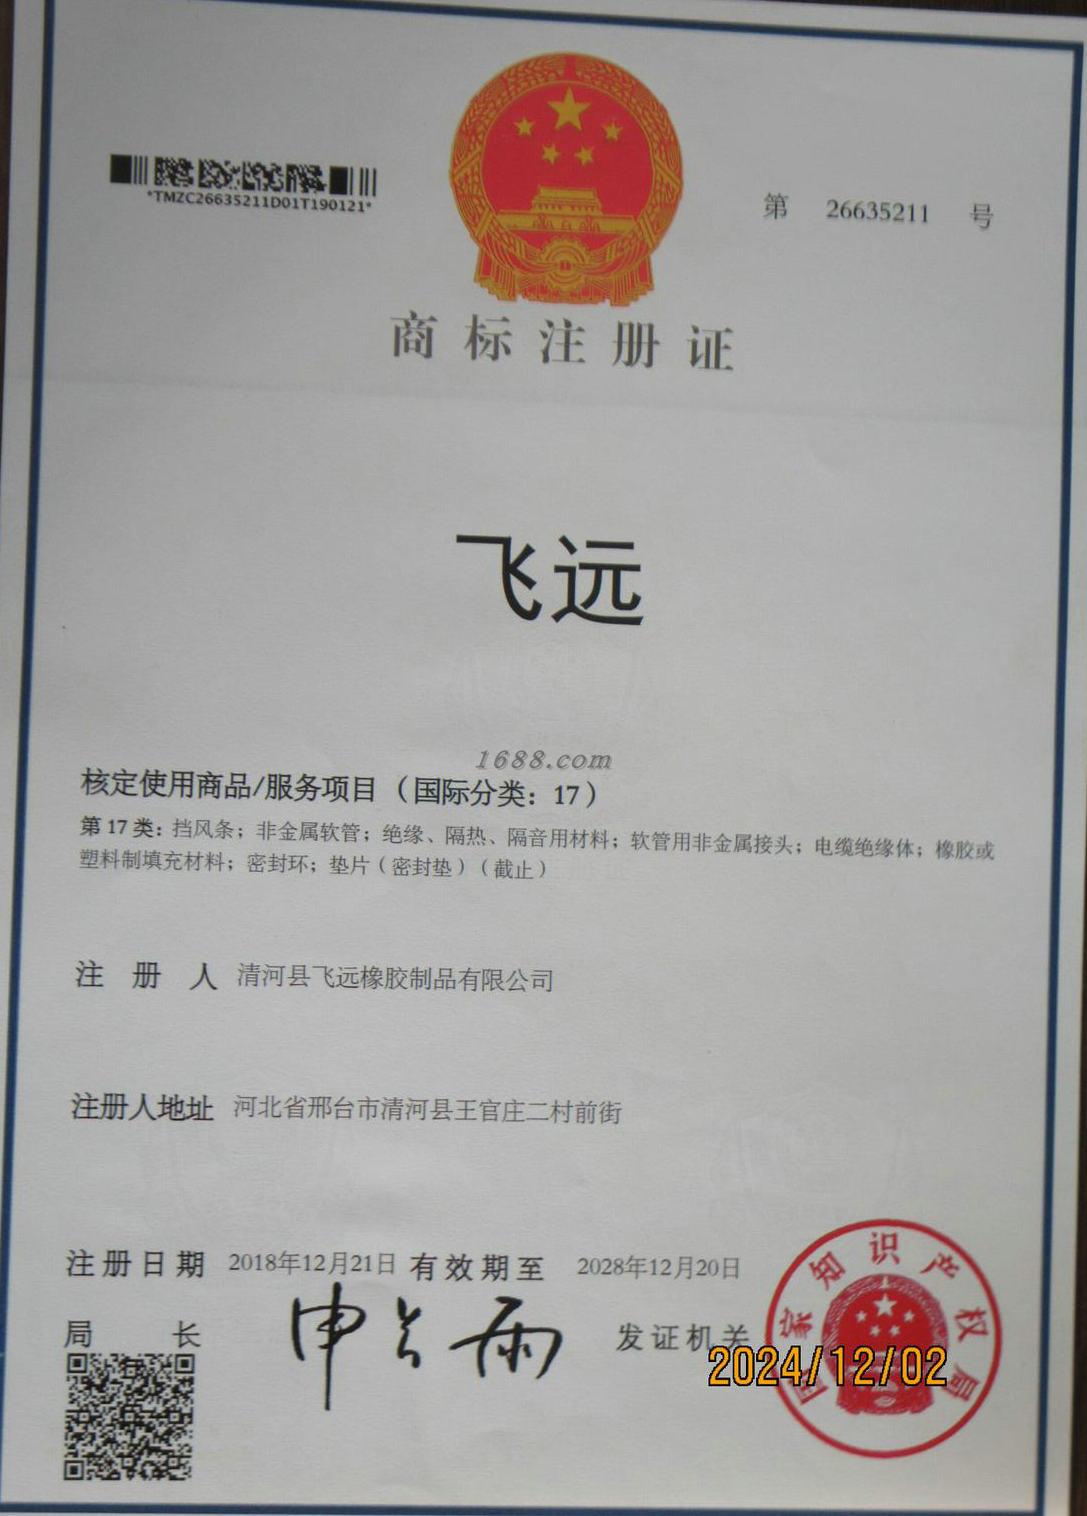 *TMZC26635211D01T190121*
第 26635211 号
商标注册证
飞远
1688.com
核定使用商品/服务项目（国际分类：17）
第17类：挡风条；非金属软管；绝缘、隔热、隔音用材料；软管用非金属接头；电缆绝缘体；橡胶或
塑料制填充材料；密封环；垫片（密封垫）（截止）
注册人 清河县飞远橡胶制品有限公司
注册人地址 河北省邢台市清河县王官庄二村前街
注册日期 2018年12月21日 有效期至 2028年12月20日
局长 申长雨 发证机关
国家知识产权局
2024/12/02